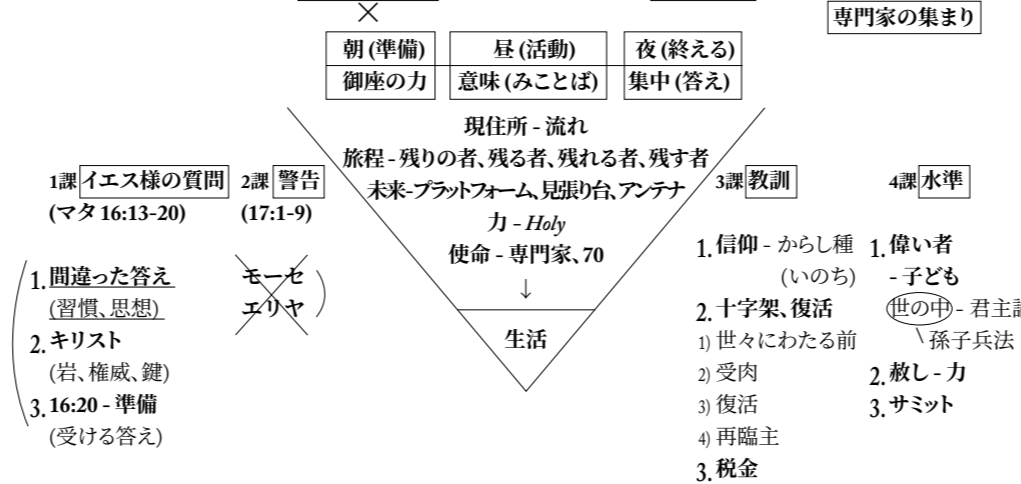 専門家の集まり
朝 (準備) 昼 (活動) 夜 (終える)
御座の力 意味 (みことば) 集中 (答え)
現住所 - 流れ
旅程 - 残りの者、残る者、残れる者、残す者
未来-プラットフォーム、見張り台、アンテナ
力 - Holy
使命 - 専門家、70
↓
生活
1課 イエス様の質問
(マタ 16:13-20)
1. 間違った答え
(習慣、思想)
2. キリスト
(岩、権威、鍵)
3. 16:20 - 準備
(受ける答え)
2課 警告
(17:1-9)
モーセ
エリヤ
3課 教訓
1. 信仰 - からし種
(いのち)
2. 十字架、復活
1) 世々にわたる前
2) 受肉
3) 復活
4) 再臨主
3. 税金
4課 水準
1. 偉い者
- 子ども
世の中 - 君主
孫子兵法
2. 赦し - 力
3. サミット